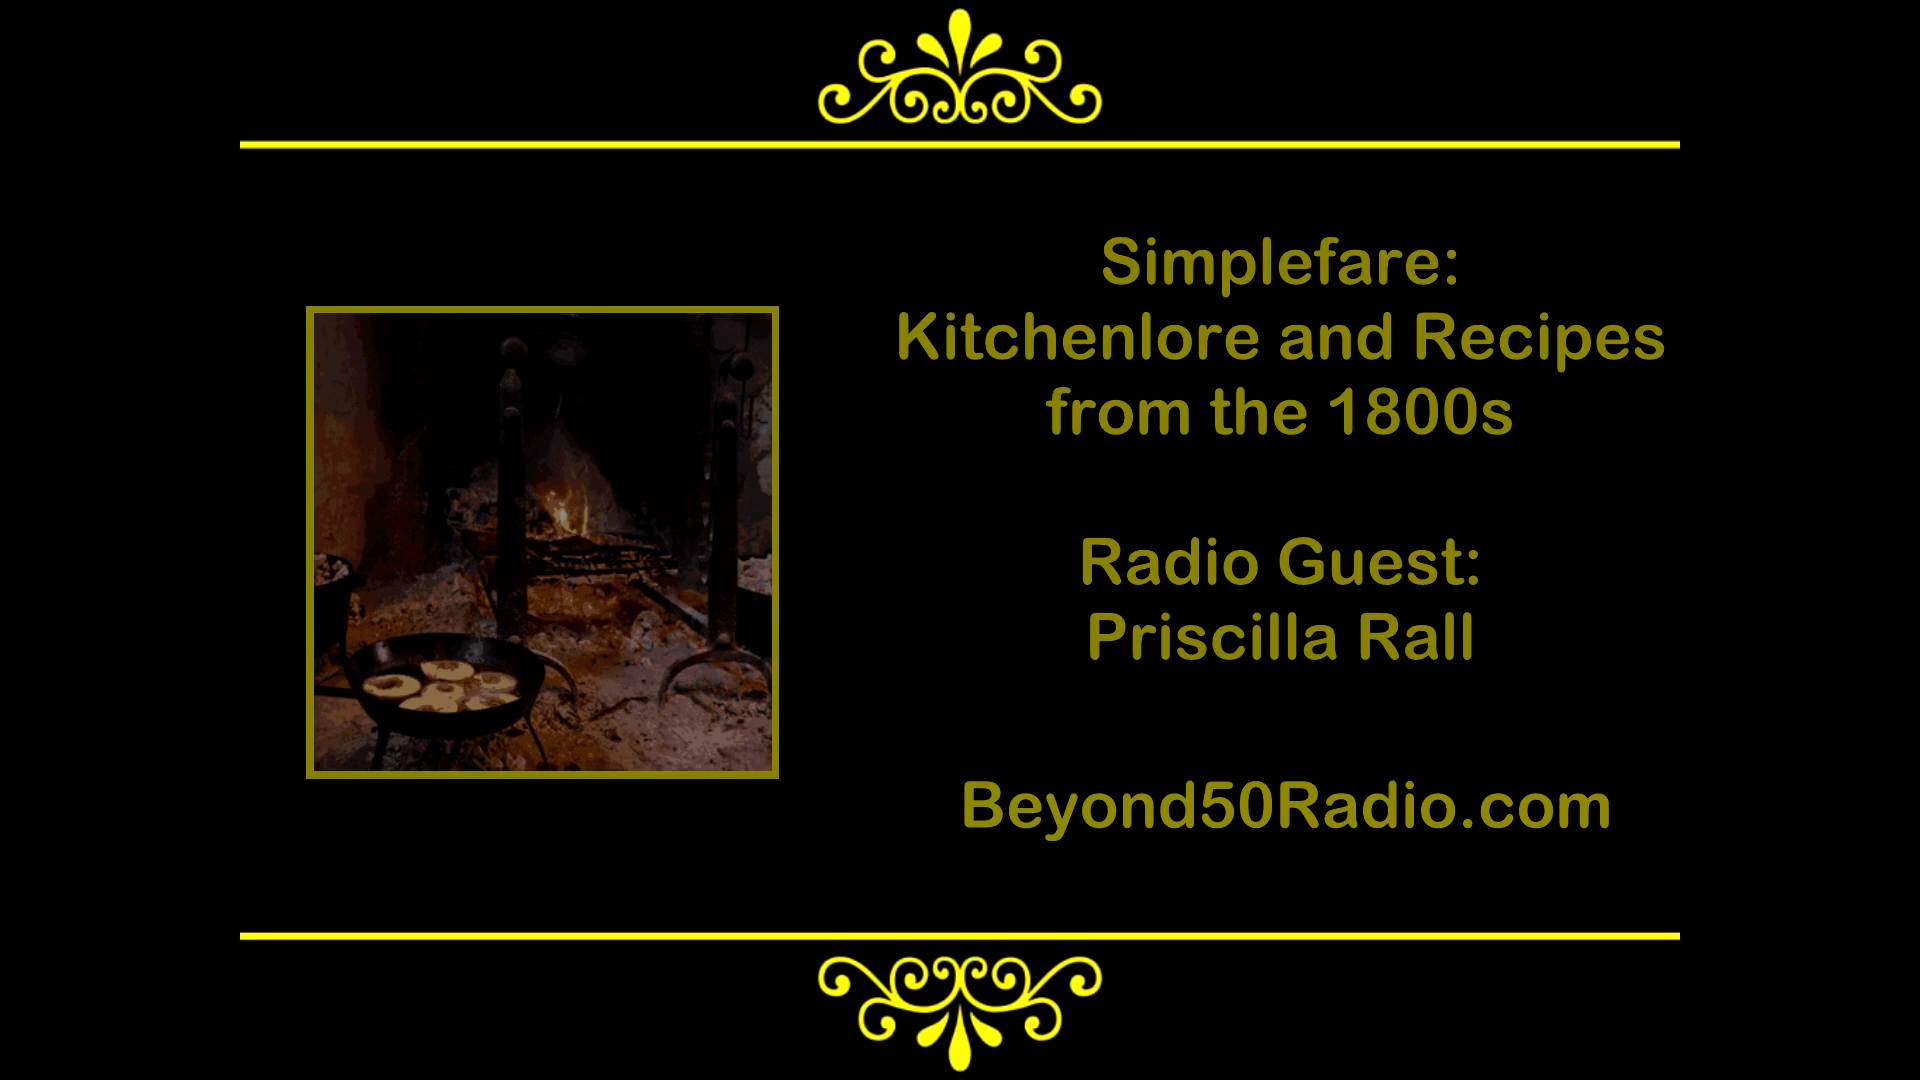 Simplefare:
Kitchenlore and Recipes
from the 1800s
Radio Guest:
Priscilla Rall
Beyond50Radio.com